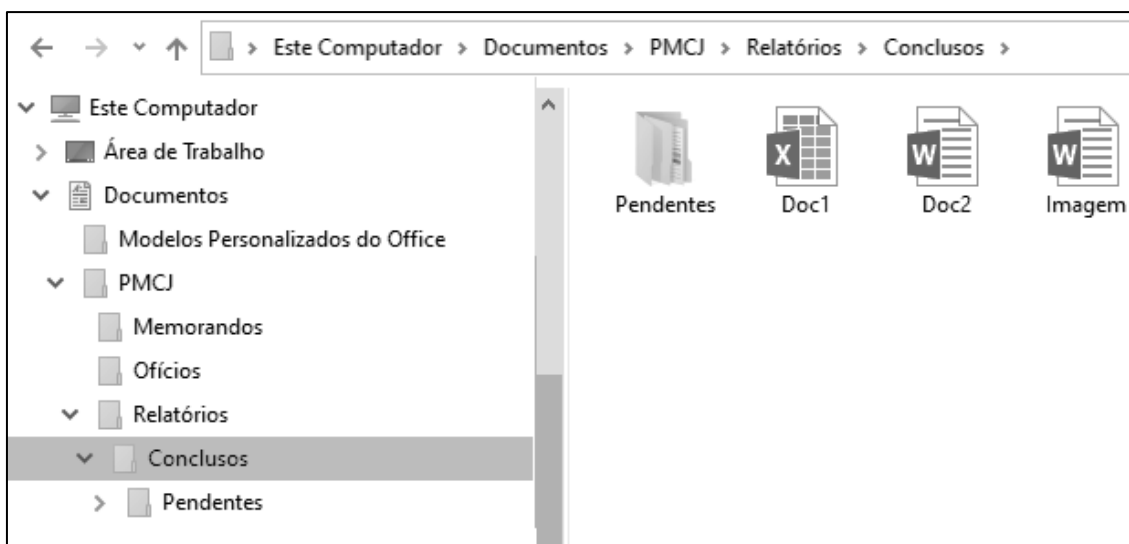 Este Computador > Documentos > PMCJ > Relatórios > Conclusos >
Este Computador
Área de Trabalho
Documentos
Modelos Personalizados do Office
PMCJ
Memorandos
Ofícios
Relatórios
Conclusos
Pendentes
X W W
Pendentes Doc1 Doc2 Imagem